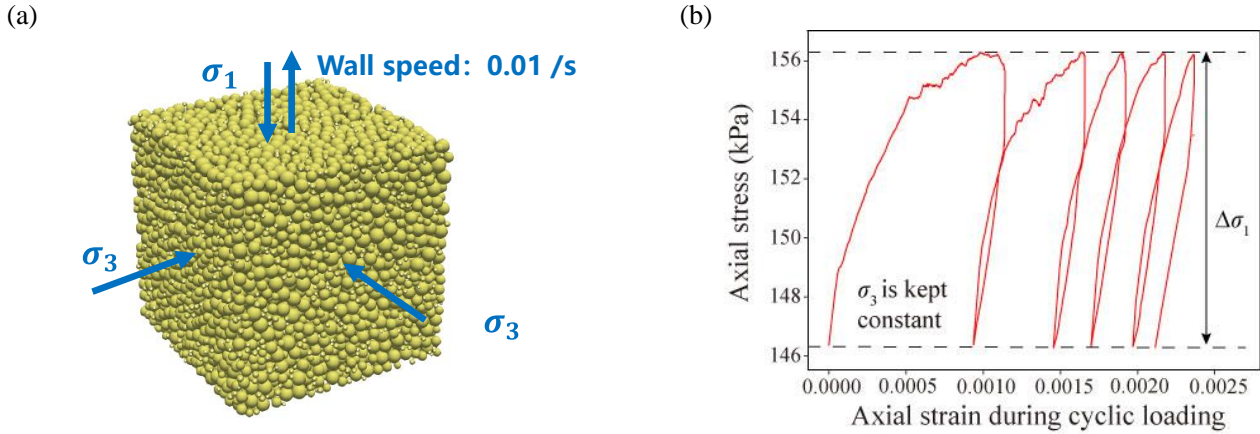 (a)
σ₁
Wall speed: 0.01 /s
σ₃
σ₃
(b)
Axial stress (kPa)
156
154
152
150
148
146
σ₃ is kept
constant
Δσ₁
0.0000 0.0005 0.0010 0.0015 0.0020 0.0025
Axial strain during cyclic loading